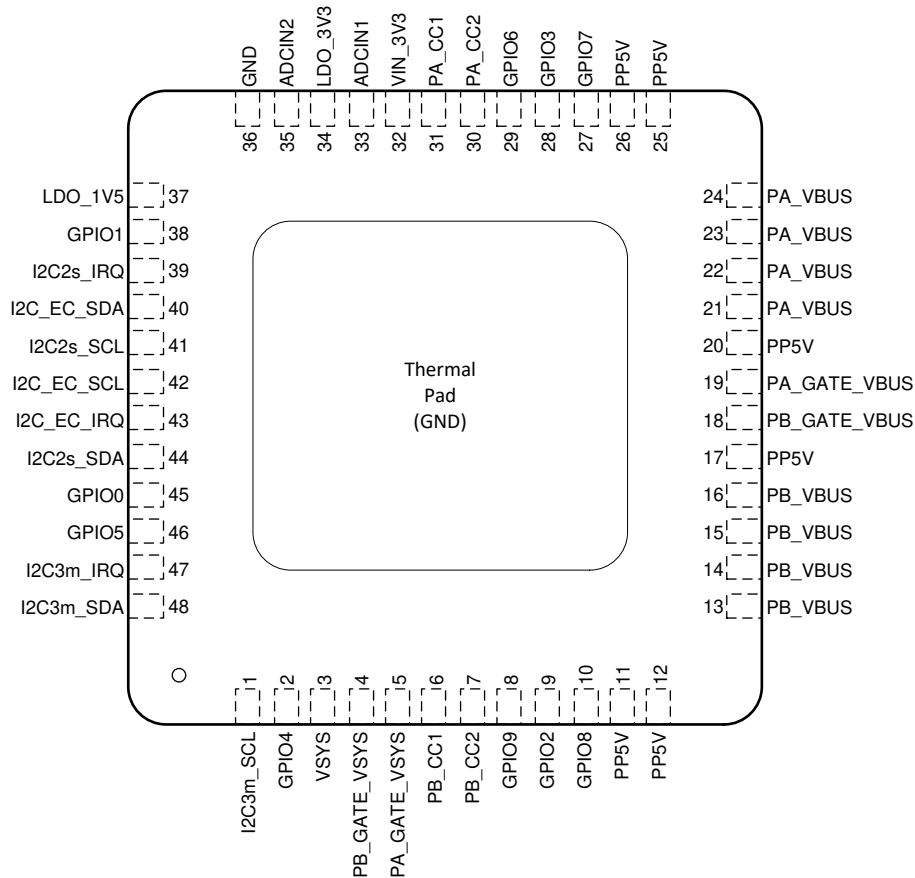 GND
ADCIN2
LDO_3V3
ADCIN1
VIN_3V3
PA_CC1
PA_CC2
GPIO6
GPIO3
GPIO7
PP5V
PP5V
36
35
34
33
32
31
30
29
28
27
26
25
LDO_1V5 37
GPIO1 38
I2C2s_IRQ 39
I2C_EC_SDA 40
I2C2s_SCL 41
I2C_EC_SCL 42
I2C_EC_IRQ 43
I2C2s_SDA 44
GPIO0 45
GPIO5 46
I2C3m_IRQ 47
I2C3m_SDA 48
Thermal
Pad
(GND)
24 PA_VBUS
23 PA_VBUS
22 PA_VBUS
21 PA_VBUS
20 PP5V
19 PA_GATE_VBUS
18 PB_GATE_VBUS
17 PP5V
16 PB_VBUS
15 PB_VBUS
14 PB_VBUS
13 PB_VBUS
1
2
3
4
5
6
7
8
9
10
11
12
I2C3m_SCL
GPIO4
VSYS
PB_GATE_VSYS
PA_GATE_VSYS
PB_CC1
PB_CC2
GPIO9
GPIO2
GPIO8
PP5V
PP5V